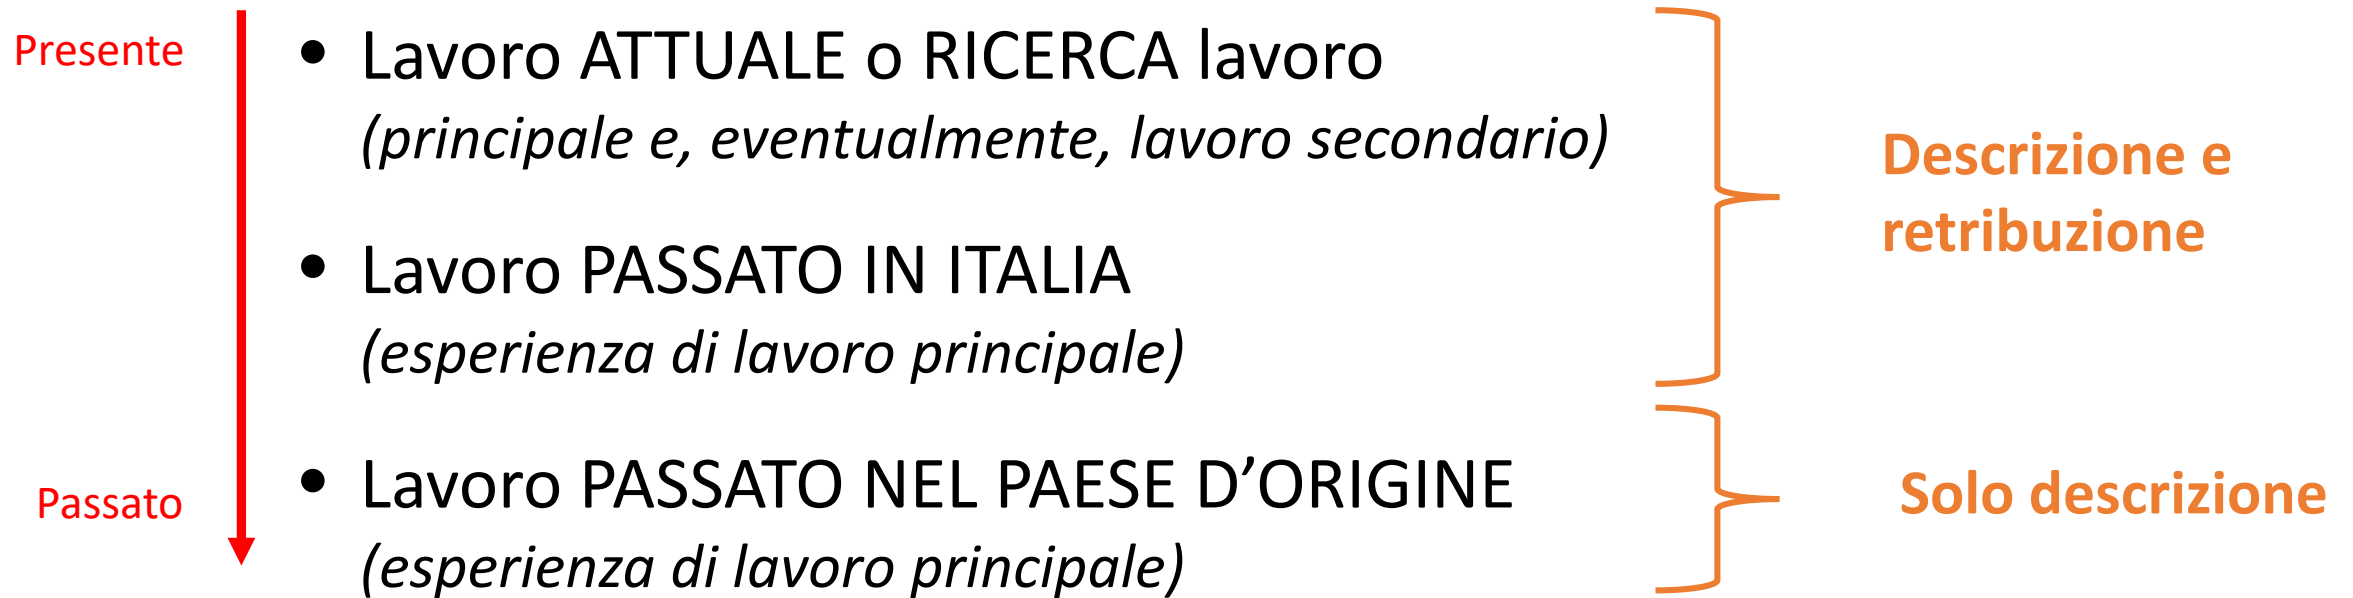 Presente
• Lavoro ATTUALE o RICERCA lavoro
(principale e, eventualmente, lavoro secondario)
Descrizione e
retribuzione
• Lavoro PASSATO IN ITALIA
(esperienza di lavoro principale)
Passato
• Lavoro PASSATO NEL PAESE D’ORIGINE
(esperienza di lavoro principale)
Solo descrizione